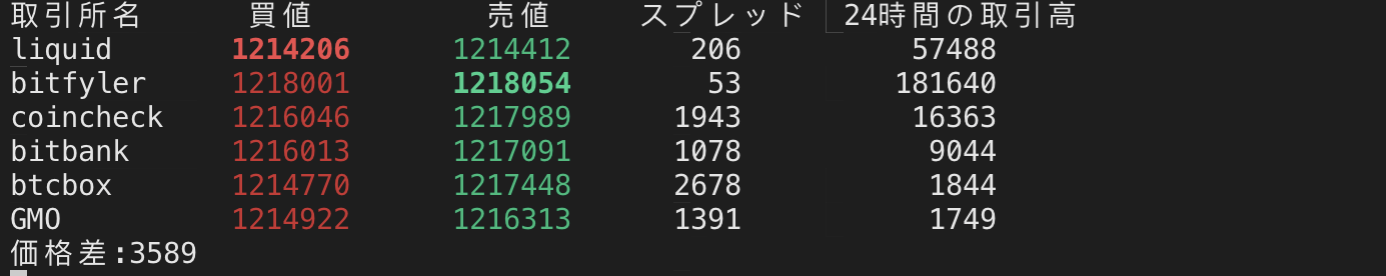 取引所名 買値 売値 スプレッド 24時間の取引高
liquid 1214206 1214412 206 57488
bitfyler 1218001 1218054 53 181640
coincheck 1216046 1217989 1943 16363
bitbank 1216013 1217091 1078 9044
btcbox 1214770 1217448 2678 1844
GMO 1214922 1216313 1391 1749
価格差:3589